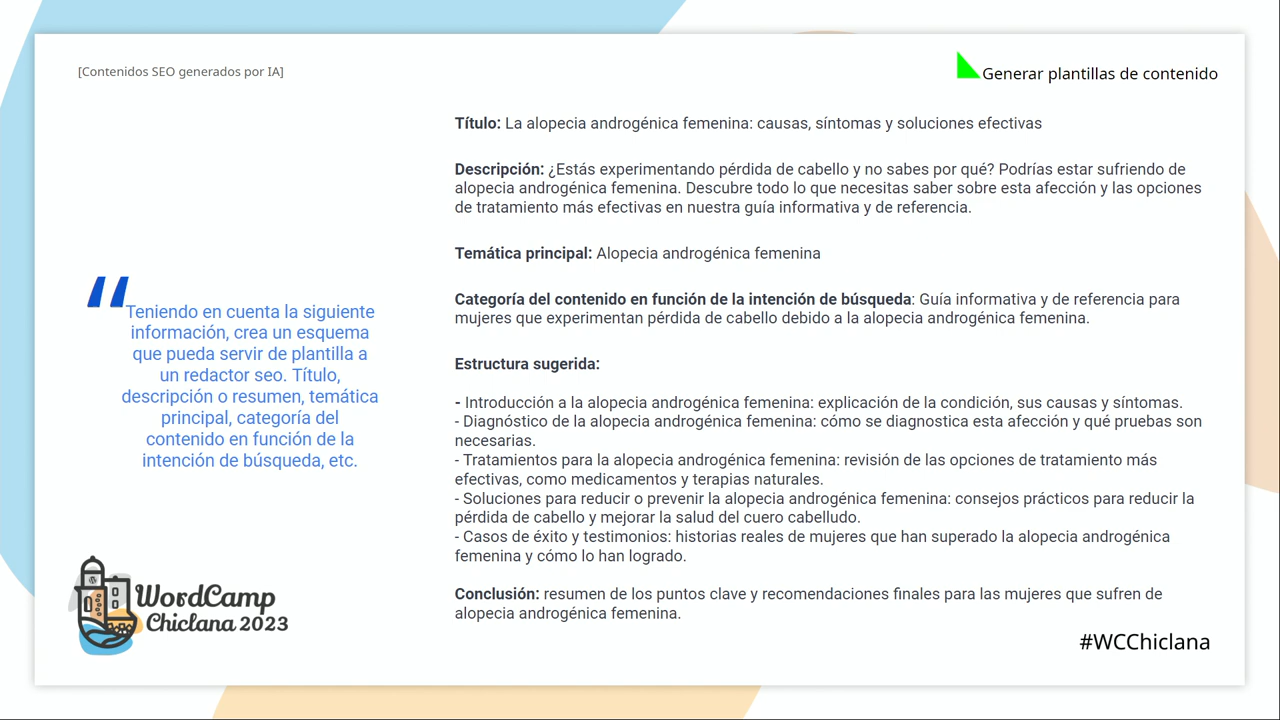 [Contenidos SEO generados por IA]
Generar plantillas de contenido
Título: La alopecia androgénica femenina: causas, síntomas y soluciones efectivas
Descripción: ¿Estás experimentando pérdida de cabello y no sabes por qué? Podrías estar sufriendo de
alopecia androgénica femenina. Descubre todo lo que necesitas saber sobre esta afección y las opciones
de tratamiento más efectivas en nuestra guía informativa y de referencia.
Temática principal: Alopecia androgénica femenina
Categoría del contenido en función de la intención de búsqueda: Guía informativa y de referencia para
mujeres que experimentan pérdida de cabello debido a la alopecia androgénica femenina.
Estructura sugerida:
- Introducción a la alopecia androgénica femenina: explicación de la condición, sus causas y síntomas.
- Diagnóstico de la alopecia androgénica femenina: cómo se diagnostica esta afección y qué pruebas son
necesarias.
- Tratamientos para la alopecia androgénica femenina: revisión de las opciones de tratamiento más
efectivas, como medicamentos y terapias naturales.
- Soluciones para reducir o prevenir la alopecia androgénica femenina: consejos prácticos para reducir la
pérdida de cabello y mejorar la salud del cuero cabelludo.
- Casos de éxito y testimonios: historias reales de mujeres que han superado la alopecia androgénica
femenina y cómo lo han logrado.
Conclusión: resumen de los puntos clave y recomendaciones finales para las mujeres que sufren de
alopecia androgénica femenina.
“
Teniendo en cuenta la siguiente
información, crea un esquema
que pueda servir de plantilla a
un redactor seo. Título,
descripción o resumen, temática
principal, categoría del
contenido en función de la
intención de búsqueda, etc.
WordCamp
Chiclana 2023
#WCChiclana